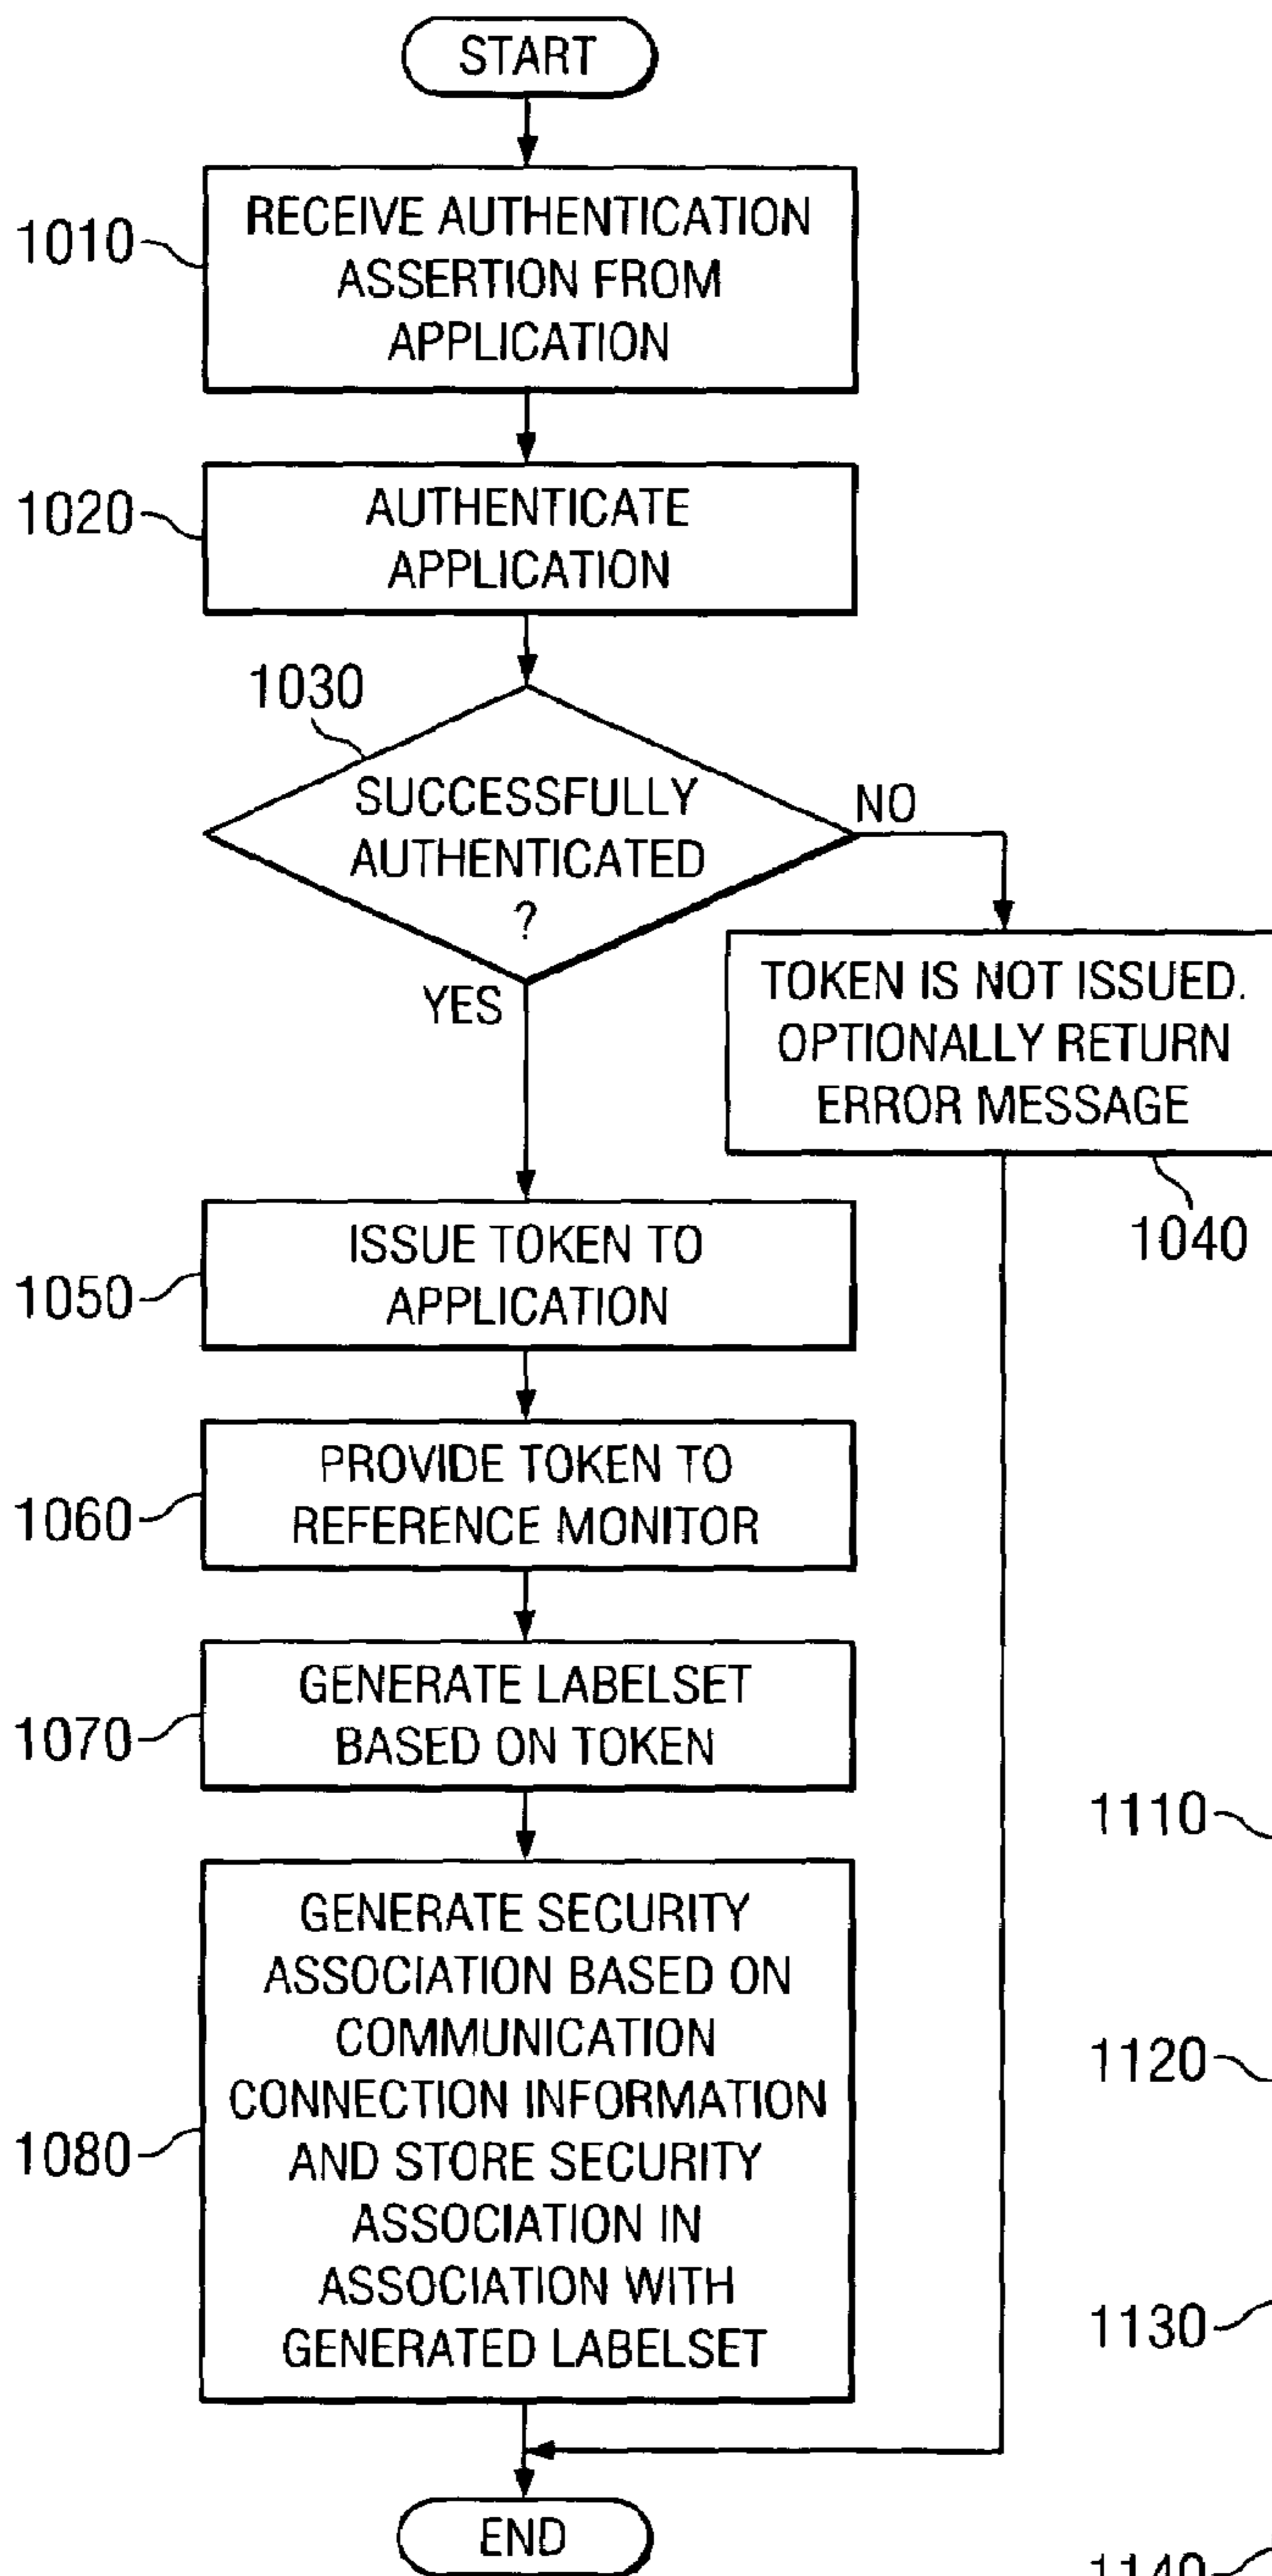 START
1010
RECEIVE AUTHENTICATION
ASSERTION FROM
APPLICATION
1020
AUTHENTICATE
APPLICATION
1030
SUCCESSFULLY
AUTHENTICATED
?
NO
YES
TOKEN IS NOT ISSUED.
OPTIONALLY RETURN
ERROR MESSAGE
1040
1050
ISSUE TOKEN TO
APPLICATION
1060
PROVIDE TOKEN TO
REFERENCE MONITOR
1070
GENERATE LABELSET
BASED ON TOKEN
1080
GENERATE SECURITY
ASSOCIATION BASED ON
COMMUNICATION
CONNECTION INFORMATION
AND STORE SECURITY
ASSOCIATION IN
ASSOCIATION WITH
GENERATED LABELSET
END
1110
1120
1130
1140